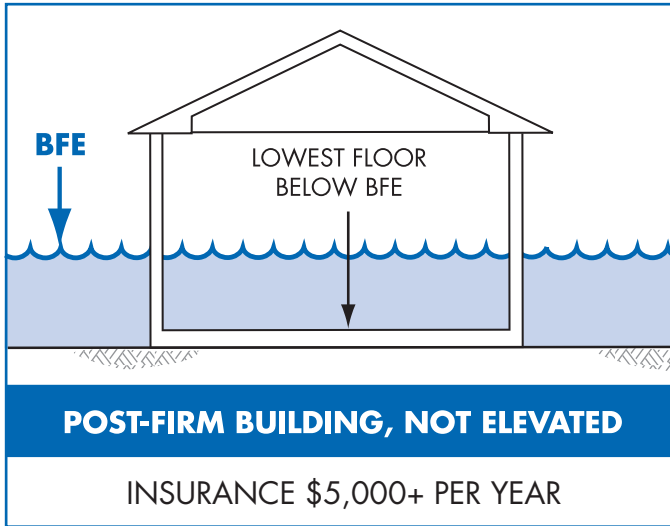 BFE
LOWEST FLOOR
BELOW BFE
POST-FIRM BUILDING, NOT ELEVATED
INSURANCE $5,000+ PER YEAR